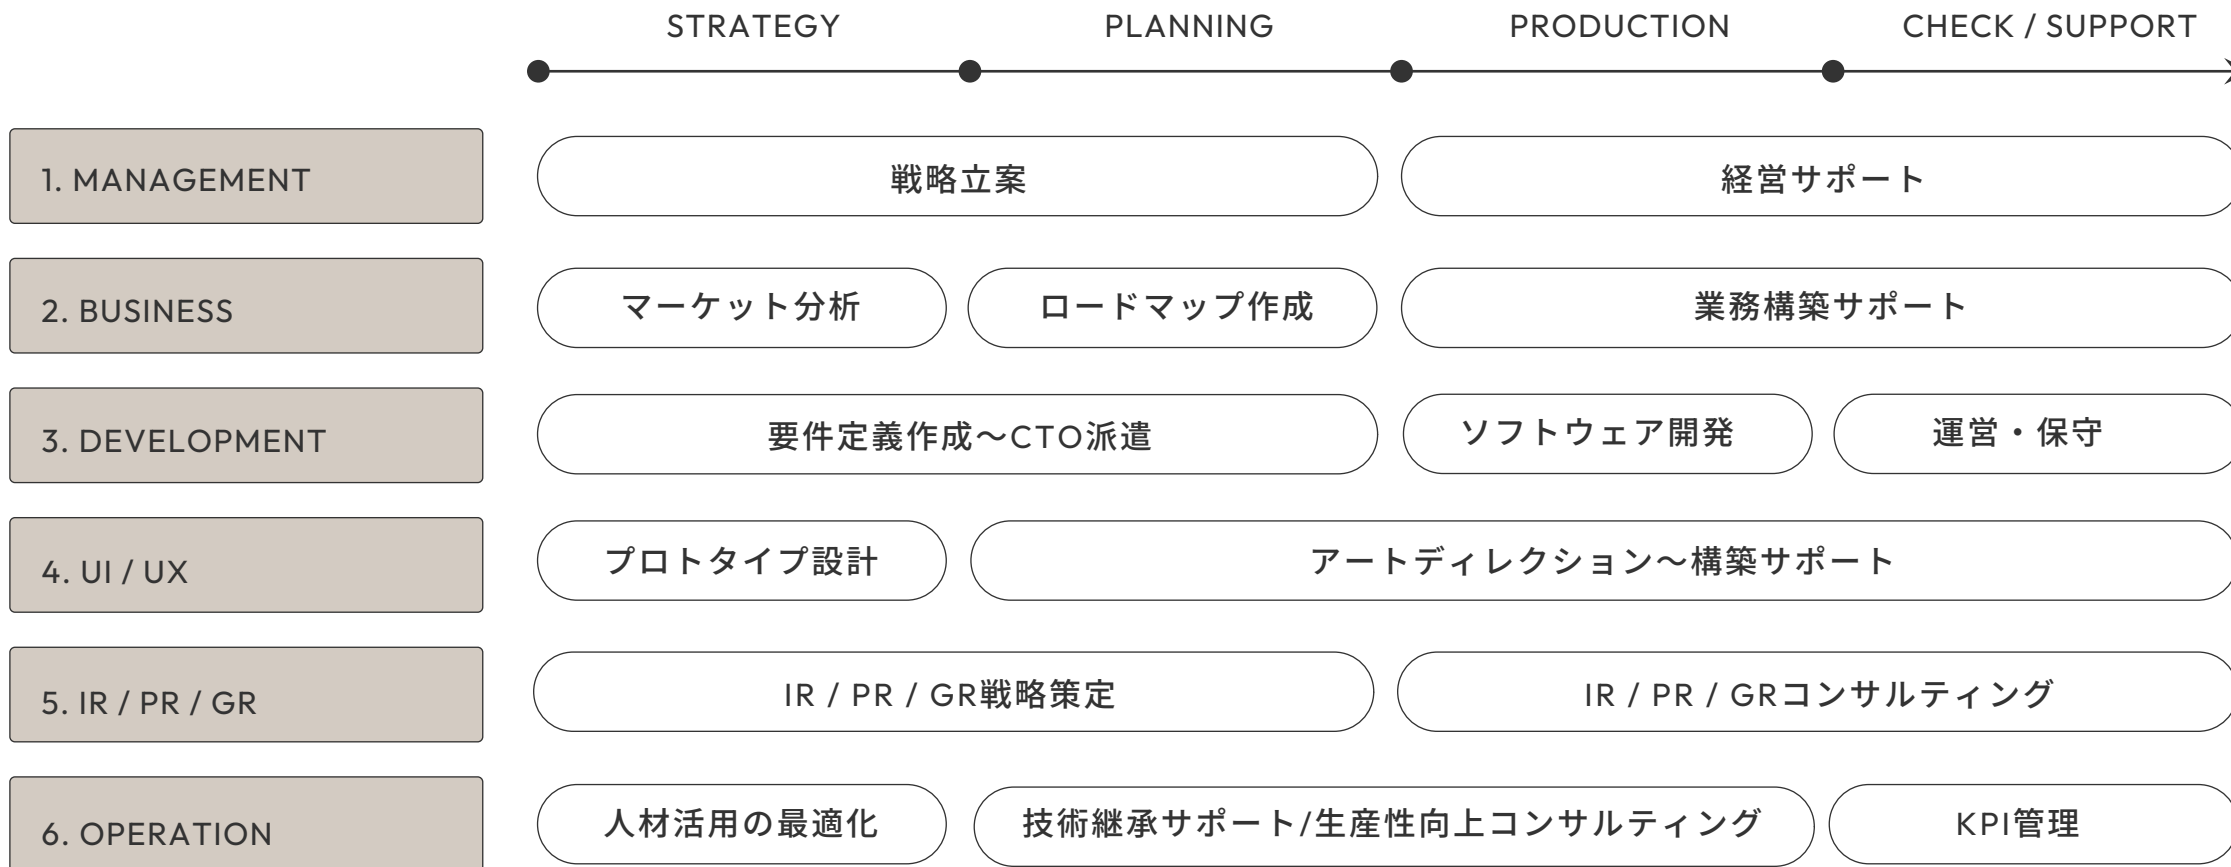 STRATEGY PLANNING PRODUCTION CHECK / SUPPORT
1. MANAGEMENT 戦略立案 経営サポート
2. BUSINESS マーケット分析 ロードマップ作成 業務構築サポート
3. DEVELOPMENT 要件定義作成〜CTO派遣 ソフトウェア開発 運営・保守
4. UI / UX プロトタイプ設計 アートディレクション〜構築サポート
5. IR / PR / GR IR / PR / GR戦略策定 IR / PR / GRコンサルティング
6. OPERATION 人材活用の最適化 技術継承サポート/生産性向上コンサルティング KPI管理